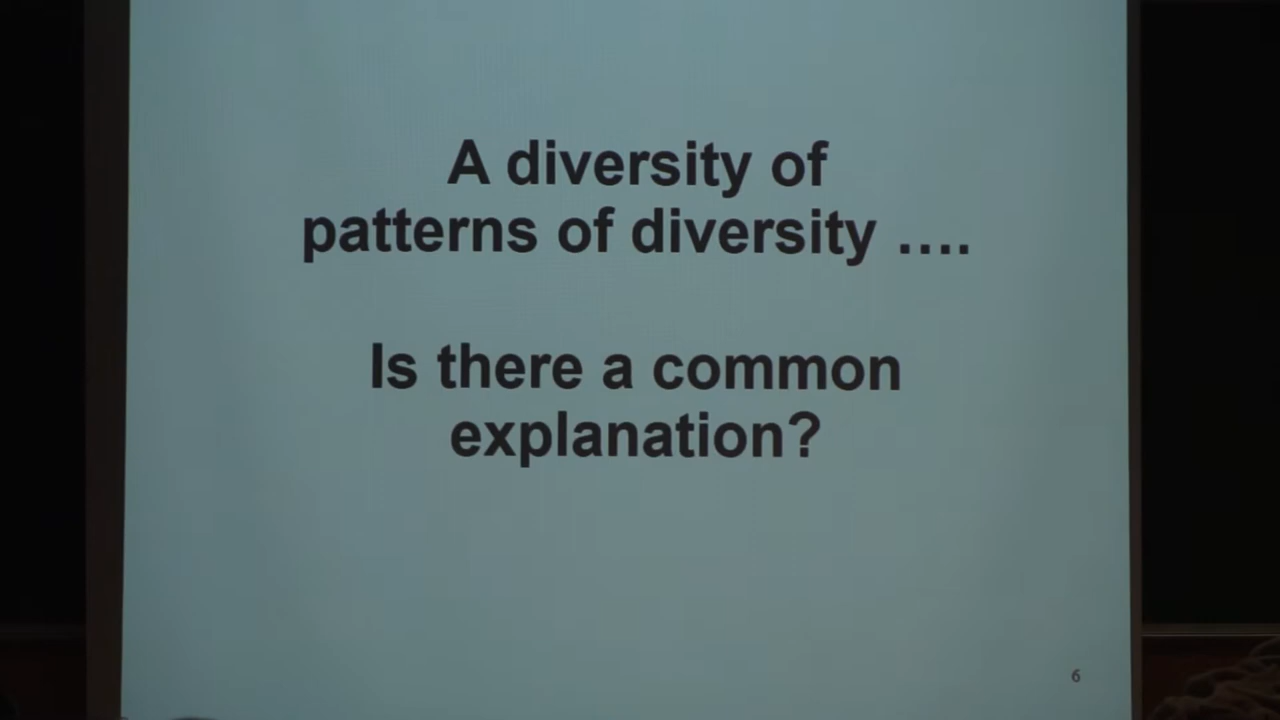 A diversity of
patterns of diversity ....
Is there a common
explanation?
6